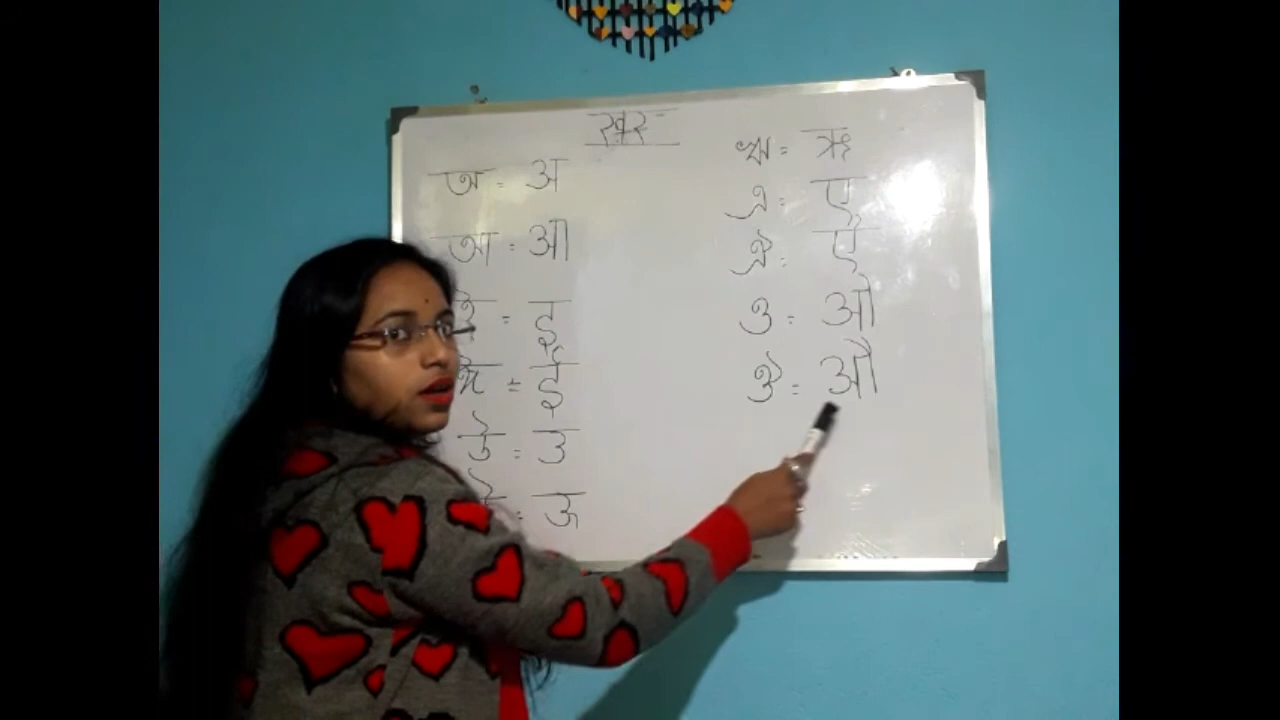 स्वर
অ = अ
আ = आ
ই = इ
ঈ = ई
উ = उ
= ऊ
ঋ = ऋ
এ = ए
ঐ = ऐ
ও = ओ
ঔ = औ